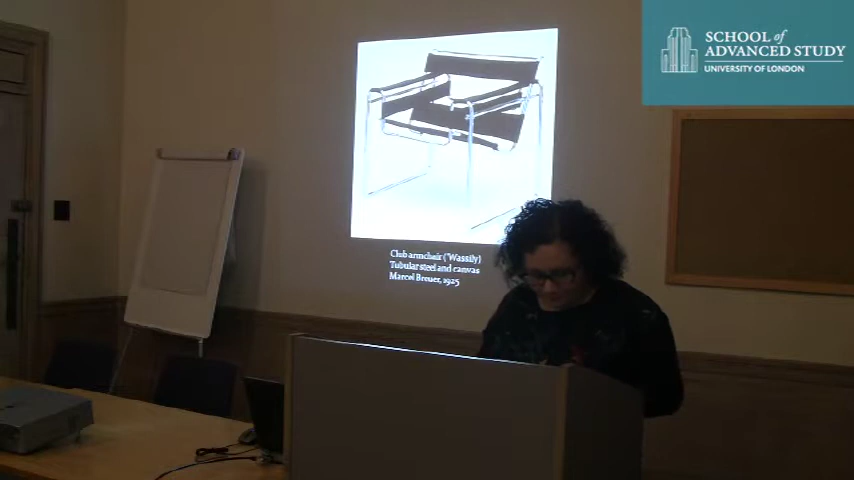 SCHOOL of
ADVANCED STUDY
UNIVERSITY OF LONDON
Club armchair ('Wassily)
Tubular steel and canvas
Marcel Breuer, 1925